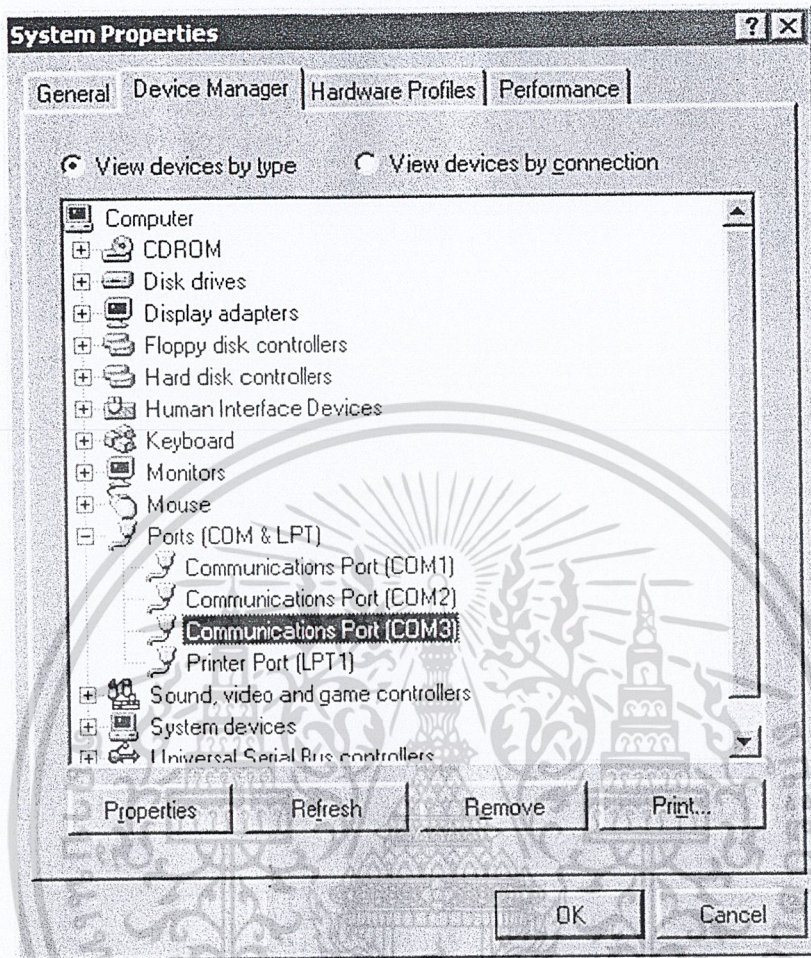 System Properties
General Device Manager Hardware Profiles Performance
View devices by type View devices by connection
Computer
CDROM
Disk drives
Display adapters
Floppy disk controllers
Hard disk controllers
Human Interface Devices
Keyboard
Monitors
Mouse
Ports (COM & LPT)
Communications Port (COM1)
Communications Port (COM2)
Communications Port (COM3)
Printer Port (LPT1)
Sound, video and game controllers
System devices
Universal Serial Bus controllers
Properties Refresh Remove Print...
OK Cancel